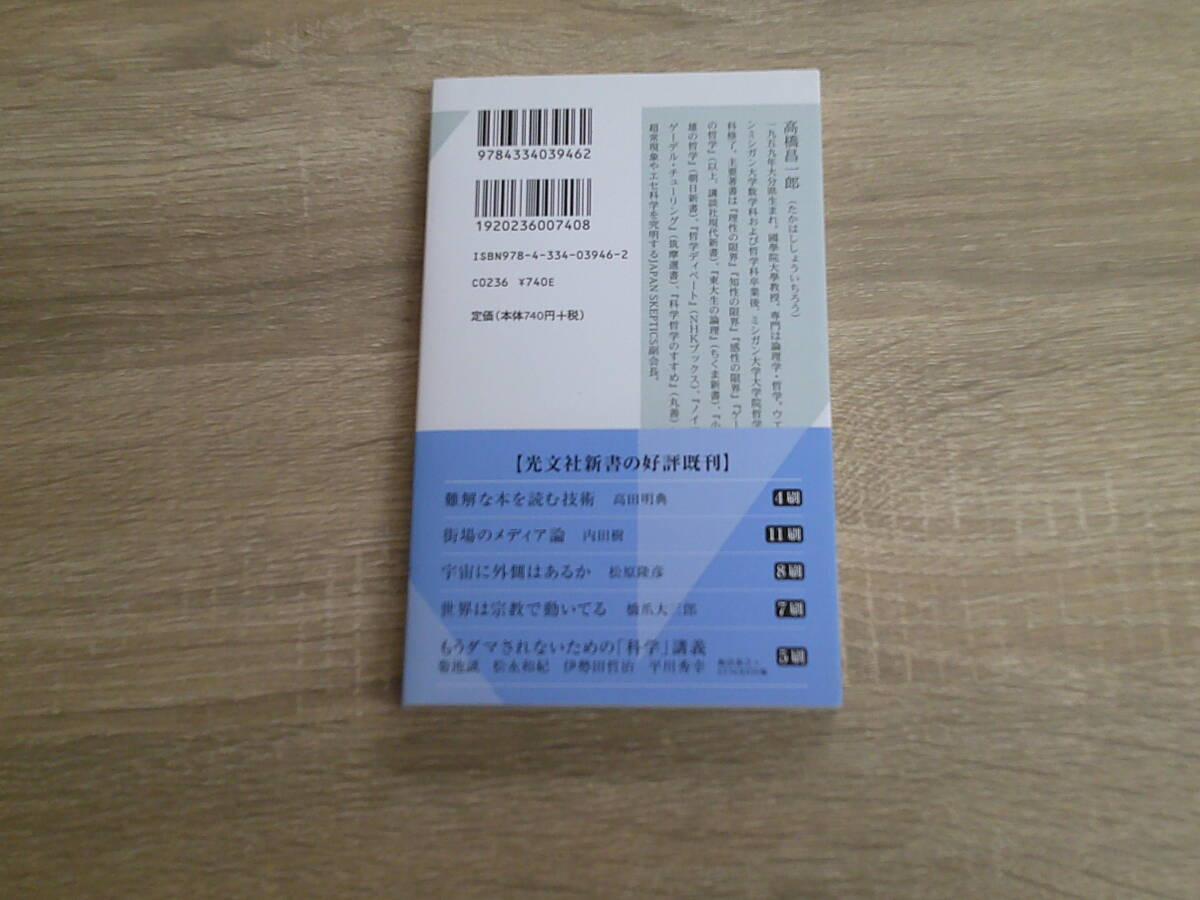 9784334039462
1920236007408
ISBN978-4-334-03946-2
C0236 ¥740E
定価(本体740円+税)
高橋昌一郎(たかはししょういちろう)
一九五九年大分県生まれ。國學院大學教授。専門は論理学・哲学。ウエ
ンミシガン大学数学科および哲学科卒業後、ミシガン大学大学院哲学
科修了。主要著書は『理性の限界』『知性の限界』『感性の限界』『ゲー
の哲学』(以上、講談社現代新書)、『東大生の論理』(ちくま新書)、『小
雄の哲学』(朝日新書)、『哲学ディベート』(NHKブックス)、『ノイ
ゲーデル・チューリング』(筑摩選書)、『科学哲学のすすめ』(丸善)
超常現象やエセ科学を究明するJAPAN SKEPTICS副会長。
【光文社新書の好評既刊】
難解な本を読む技術 高田明典 4刷
街場のメディア論 内田樹 11刷
宇宙に外側はあるか 松原隆彦 8刷
世界は宗教で動いてる 橋爪大三郎 7刷
もうダマされないための「科学」講義 5刷
菊池誠 松永和紀 伊勢田哲治 平川秀幸